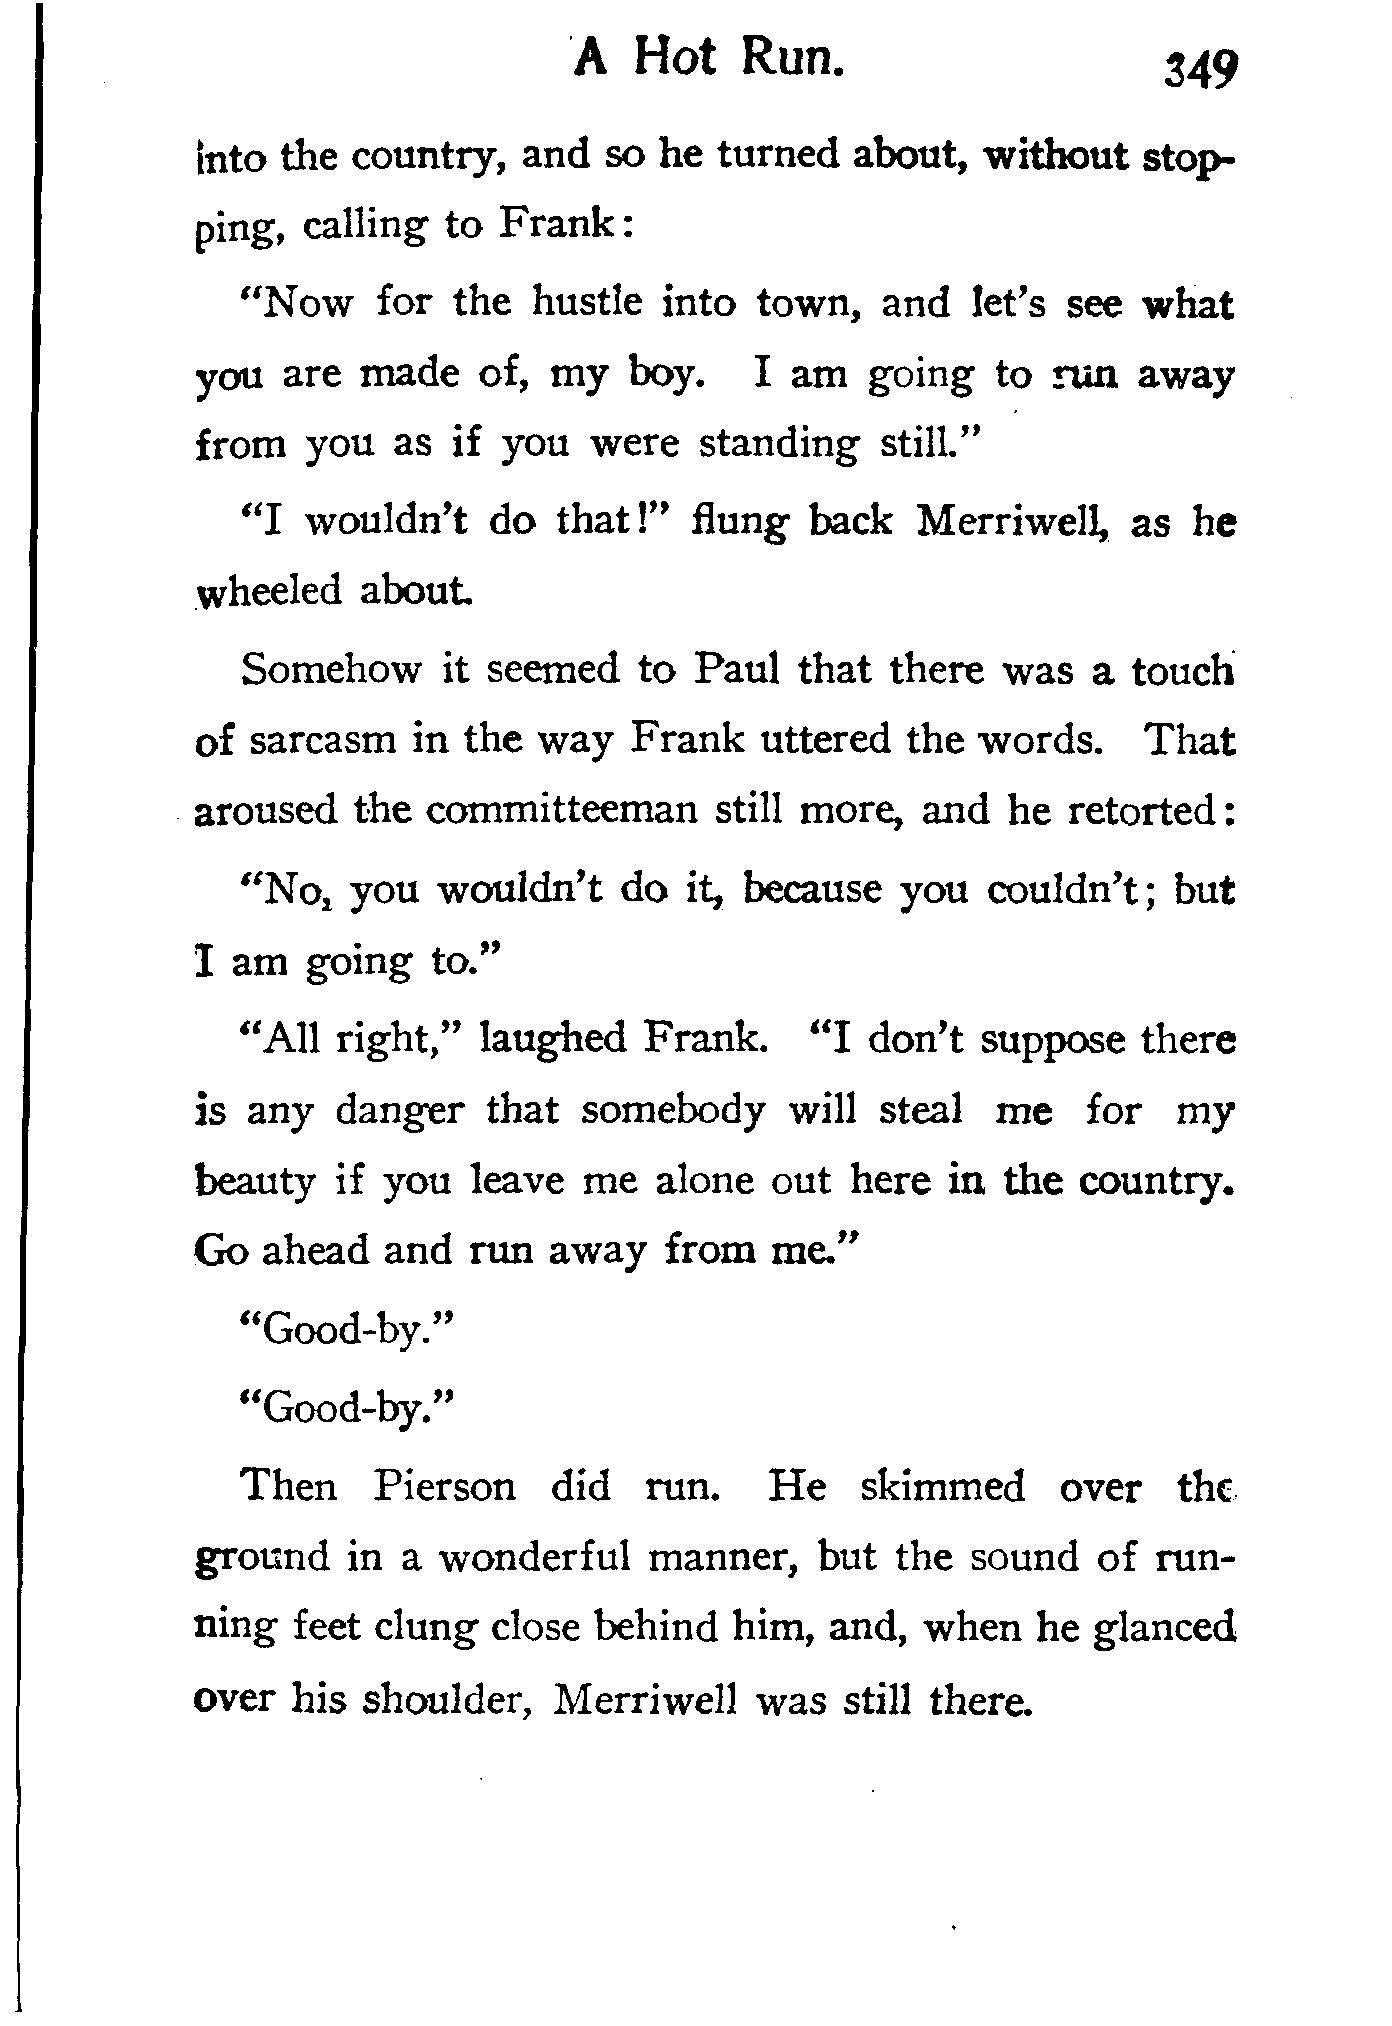 A Hot Run. 349
into the country, and so he turned about, without stop-
ping, calling to Frank:
"Now for the hustle into town, and let's see what
you are made of, my boy. I am going to run away
from you as if you were standing still."
"I wouldn't do that!" flung back Merriwell, as he
wheeled about.
Somehow it seemed to Paul that there was a touch
of sarcasm in the way Frank uttered the words. That
aroused the committeeman still more, and he retorted:
"No, you wouldn't do it, because you couldn't; but
I am going to."
"All right," laughed Frank. "I don't suppose there
is any danger that somebody will steal me for my
beauty if you leave me alone out here in the country.
Go ahead and run away from me."
"Good-by."
"Good-by."
Then Pierson did run. He skimmed over the
ground in a wonderful manner, but the sound of run-
ning feet clung close behind him, and, when he glanced
over his shoulder, Merriwell was still there.